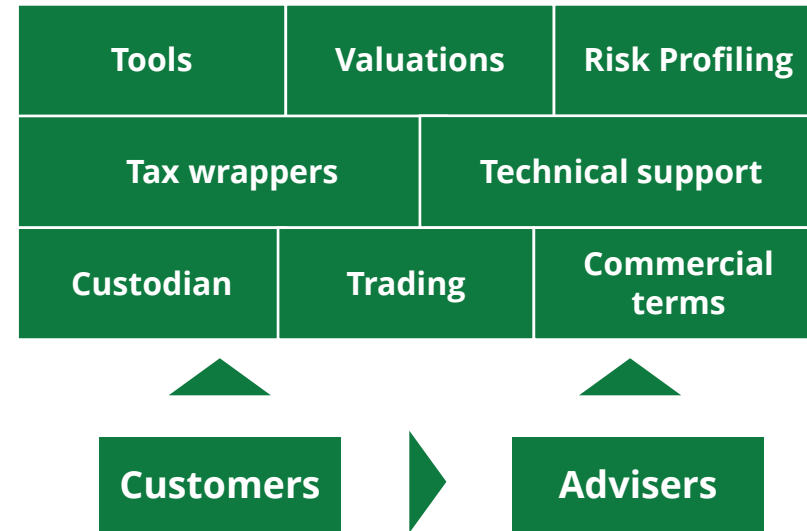 Tools
Valuations
Risk Profiling
Tax wrappers
Technical support
Custodian
Trading
Commercial
terms
Customers
Advisers